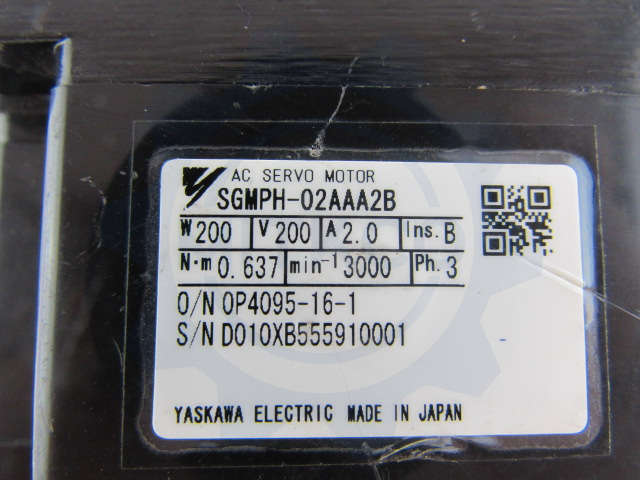 AC SERVO MOTOR
SGMPH-02AAA2B
W 200 V 200 A 2.0 Ins. B
N·m 0.637 min-1 3000 Ph. 3
O/N 0P4095-16-1
S/N D010XB555910001
YASKAWA ELECTRIC MADE IN JAPAN